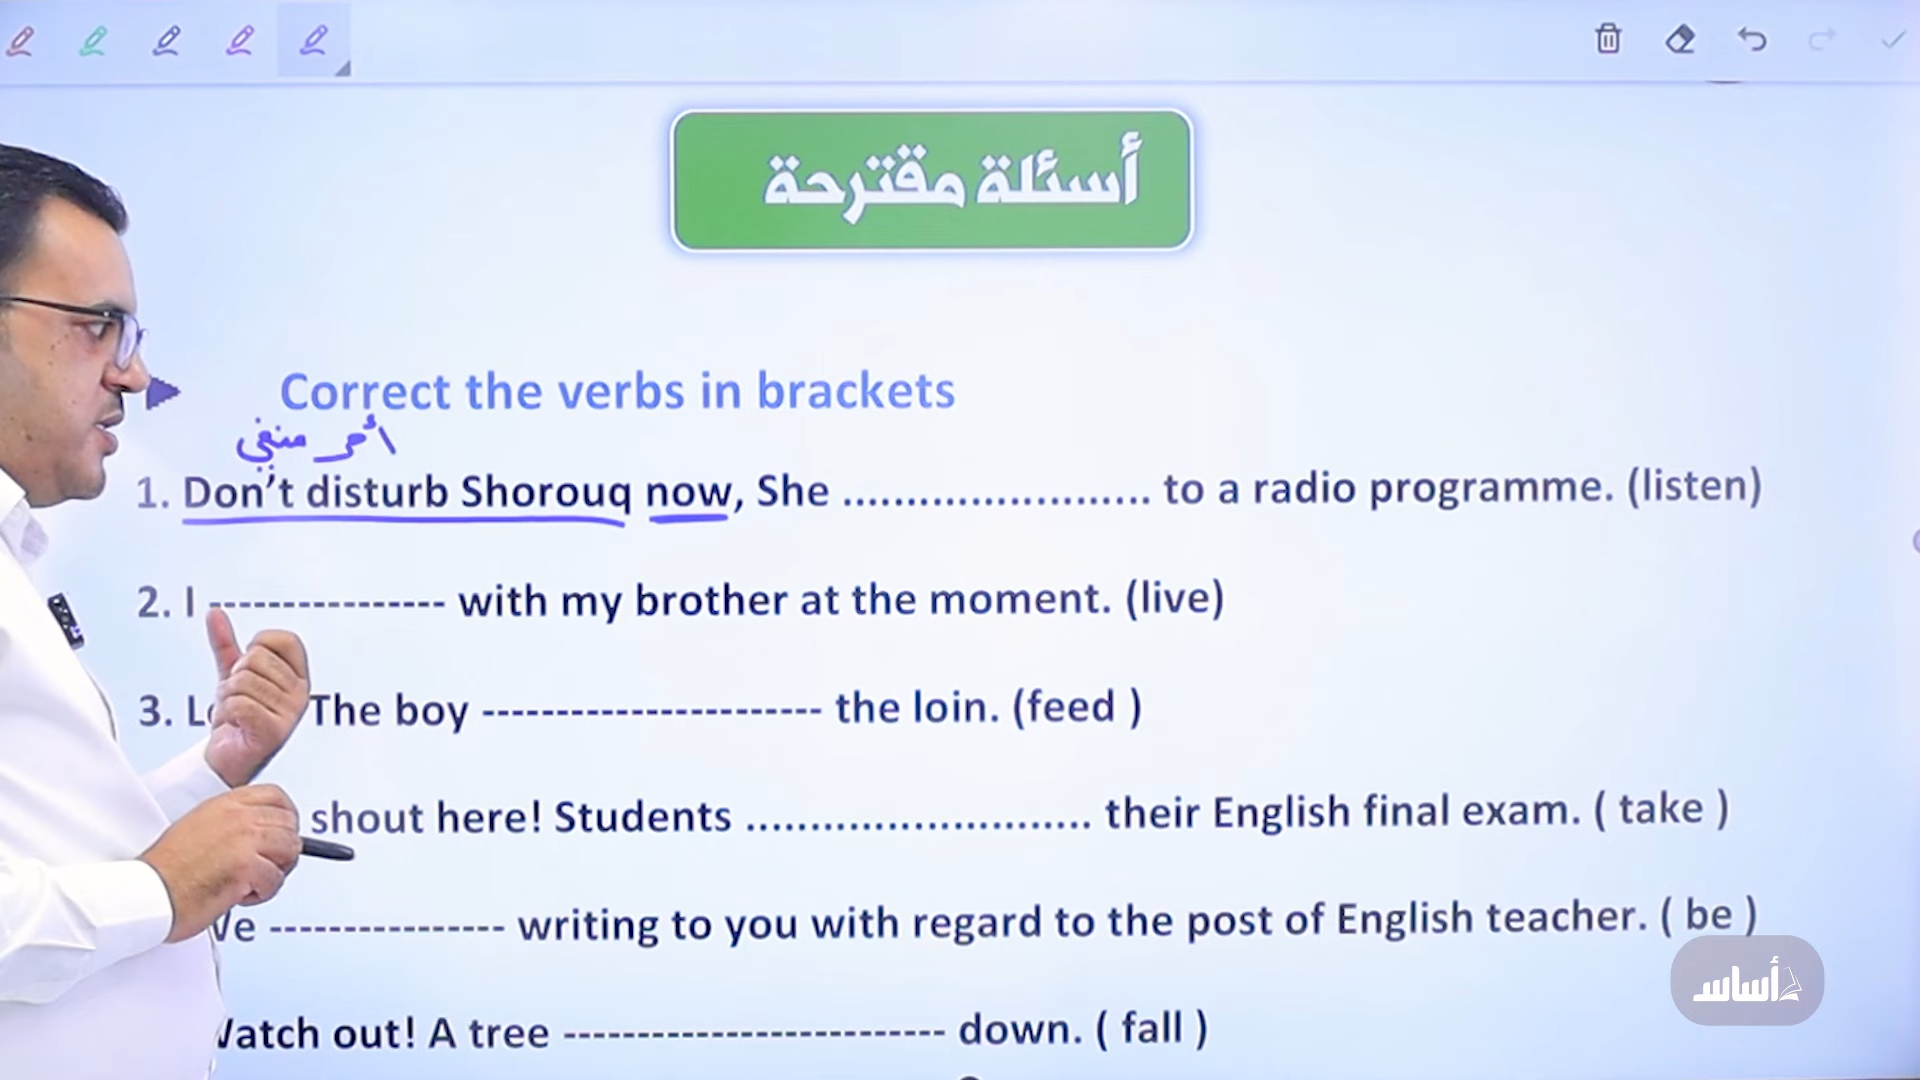 أسئلة مقترحة
Correct the verbs in brackets
أمر منفي
1. Don't disturb Shorouq now, She ........................ to a radio programme. (listen)
2. I ---------------- with my brother at the moment. (live)
3. The boy ----------------------- the loin. (feed )
shout here! Students ........................... their English final exam. ( take )
---------------- writing to you with regard to the post of English teacher. ( be )
out! A tree -------------------------- down. ( fall )
أساس